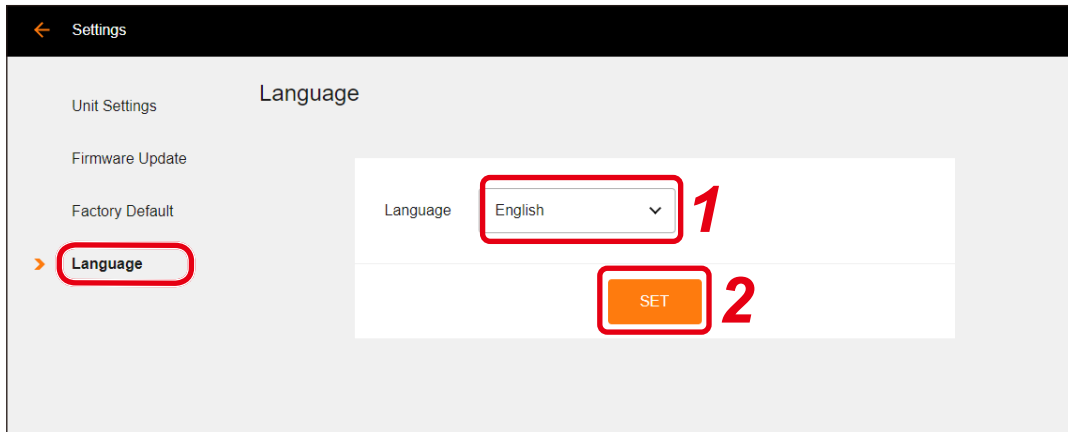 Settings
Unit Settings
Firmware Update
Factory Default
Language
Language
Language English 1
SET 2